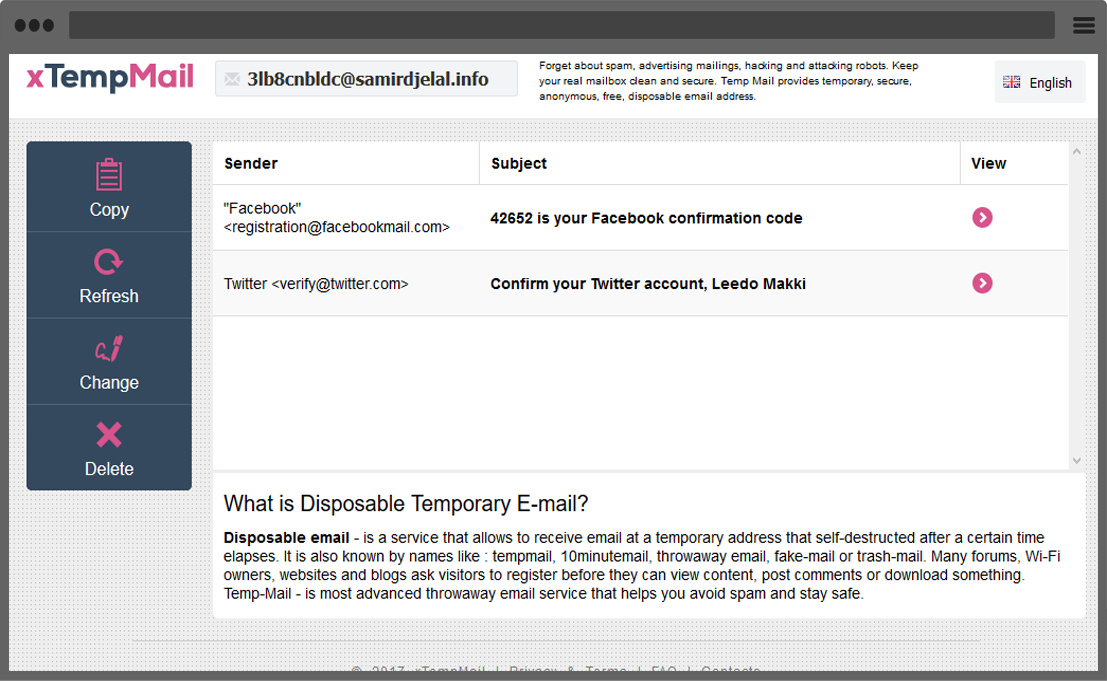 xTempMail
3lb8cnbldc@samirdjelal.info
Forget about spam, advertising mailings, hacking and attacking robots. Keep
your real mailbox clean and secure. Temp Mail provides temporary, secure,
anonymous, free, disposable email address.
English
Copy
Refresh
Change
Delete
Sender Subject View
"Facebook"
<registration@facebookmail.com>
42652 is your Facebook confirmation code
Twitter <verify@twitter.com>
Confirm your Twitter account, Leedo Makki
What is Disposable Temporary E-mail?
Disposable email - is a service that allows to receive email at a temporary address that self-destructed after a certain time
elapses. It is also known by names like : tempmail, 10minutemail, throwaway email, fake-mail or trash-mail. Many forums, Wi-Fi
owners, websites and blogs ask visitors to register before they can view content, post comments or download something.
Temp-Mail - is most advanced throwaway email service that helps you avoid spam and stay safe.
© 2017 xTempMail | Privacy & Terms | FAQ | Contacts